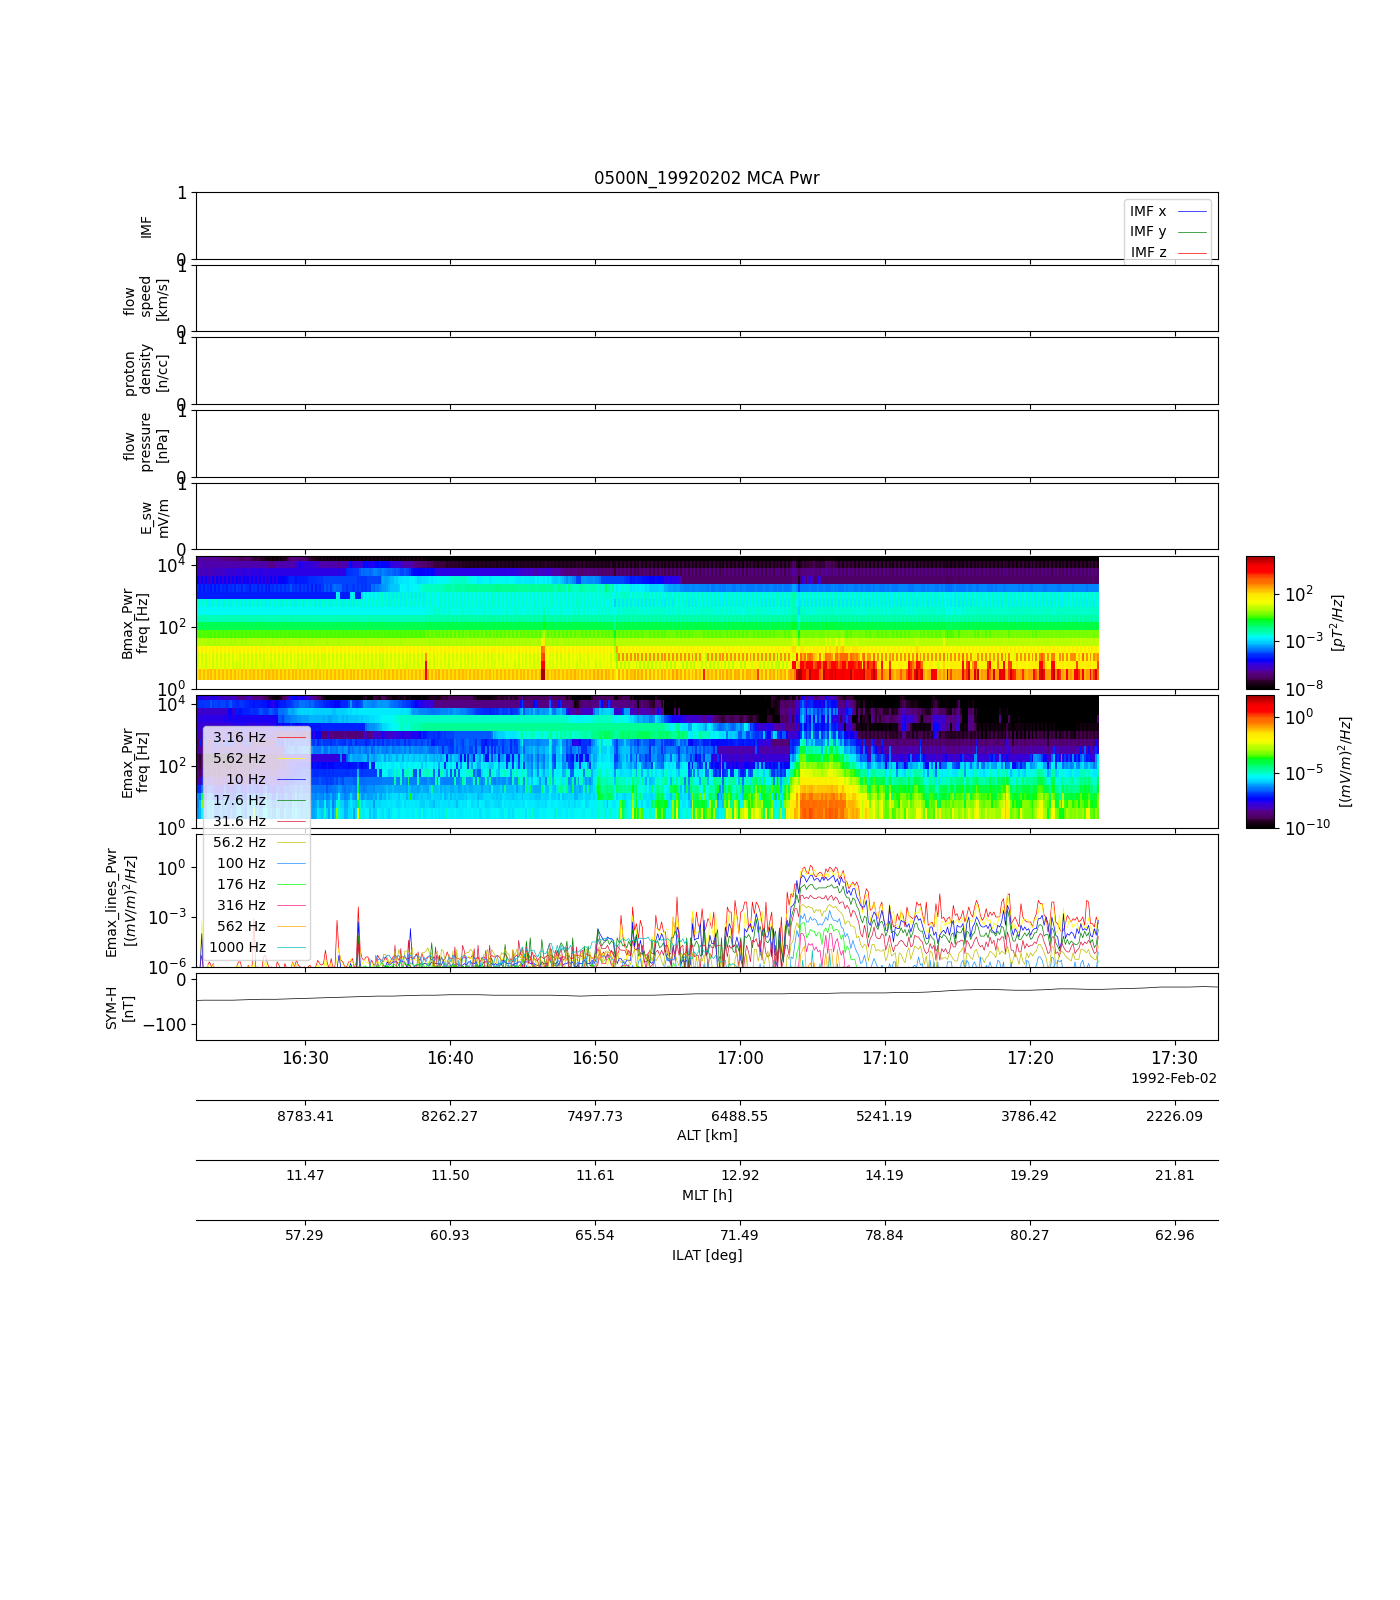 0500N_19920202 MCA Pwr
1
IMF
0
IMF x
IMF y
IMF z
1
flow
speed
[km/s]
0
1
proton
density
[n/cc]
0
1
flow
pressure
[nPa]
0
1
E_sw
mV/m
0
10^4
10^2
10^0
Bmax_Pwr
freq [Hz]
10^2
10^-3
10^-8
[pT^2/Hz]
10^4
10^2
10^0
Emax_Pwr
freq [Hz]
10^0
10^-5
10^-10
[(mV/m)^2/Hz]
3.16 Hz
5.62 Hz
10 Hz
17.6 Hz
31.6 Hz
56.2 Hz
100 Hz
176 Hz
316 Hz
562 Hz
1000 Hz
10^0
10^-3
10^-6
Emax_lines_Pwr
[(mV/m)^2/Hz]
0
−100
SYM-H
[nT]
16:30 16:40 16:50 17:00 17:10 17:20 17:30
1992-Feb-02
8783.41 8262.27 7497.73 6488.55 5241.19 3786.42 2226.09
ALT [km]
11.47 11.50 11.61 12.92 14.19 19.29 21.81
MLT [h]
57.29 60.93 65.54 71.49 78.84 80.27 62.96
ILAT [deg]